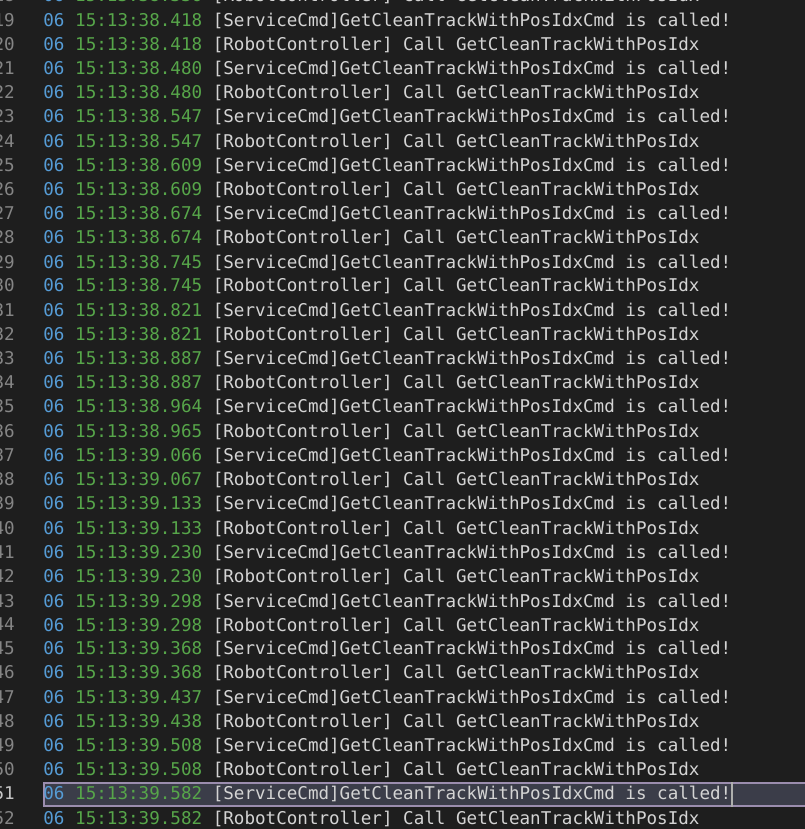 19 06 15:13:38.418 [ServiceCmd]GetCleanTrackWithPosIdxCmd is called!
20 06 15:13:38.418 [RobotController] Call GetCleanTrackWithPosIdx
21 06 15:13:38.480 [ServiceCmd]GetCleanTrackWithPosIdxCmd is called!
22 06 15:13:38.480 [RobotController] Call GetCleanTrackWithPosIdx
23 06 15:13:38.547 [ServiceCmd]GetCleanTrackWithPosIdxCmd is called!
24 06 15:13:38.547 [RobotController] Call GetCleanTrackWithPosIdx
25 06 15:13:38.609 [ServiceCmd]GetCleanTrackWithPosIdxCmd is called!
26 06 15:13:38.609 [RobotController] Call GetCleanTrackWithPosIdx
27 06 15:13:38.674 [ServiceCmd]GetCleanTrackWithPosIdxCmd is called!
28 06 15:13:38.674 [RobotController] Call GetCleanTrackWithPosIdx
29 06 15:13:38.745 [ServiceCmd]GetCleanTrackWithPosIdxCmd is called!
30 06 15:13:38.745 [RobotController] Call GetCleanTrackWithPosIdx
31 06 15:13:38.821 [ServiceCmd]GetCleanTrackWithPosIdxCmd is called!
32 06 15:13:38.821 [RobotController] Call GetCleanTrackWithPosIdx
33 06 15:13:38.887 [ServiceCmd]GetCleanTrackWithPosIdxCmd is called!
34 06 15:13:38.887 [RobotController] Call GetCleanTrackWithPosIdx
35 06 15:13:38.964 [ServiceCmd]GetCleanTrackWithPosIdxCmd is called!
36 06 15:13:38.965 [RobotController] Call GetCleanTrackWithPosIdx
37 06 15:13:39.066 [ServiceCmd]GetCleanTrackWithPosIdxCmd is called!
38 06 15:13:39.067 [RobotController] Call GetCleanTrackWithPosIdx
39 06 15:13:39.133 [ServiceCmd]GetCleanTrackWithPosIdxCmd is called!
40 06 15:13:39.133 [RobotController] Call GetCleanTrackWithPosIdx
41 06 15:13:39.230 [ServiceCmd]GetCleanTrackWithPosIdxCmd is called!
42 06 15:13:39.230 [RobotController] Call GetCleanTrackWithPosIdx
43 06 15:13:39.298 [ServiceCmd]GetCleanTrackWithPosIdxCmd is called!
44 06 15:13:39.298 [RobotController] Call GetCleanTrackWithPosIdx
45 06 15:13:39.368 [ServiceCmd]GetCleanTrackWithPosIdxCmd is called!
46 06 15:13:39.368 [RobotController] Call GetCleanTrackWithPosIdx
47 06 15:13:39.437 [ServiceCmd]GetCleanTrackWithPosIdxCmd is called!
48 06 15:13:39.438 [RobotController] Call GetCleanTrackWithPosIdx
49 06 15:13:39.508 [ServiceCmd]GetCleanTrackWithPosIdxCmd is called!
50 06 15:13:39.508 [RobotController] Call GetCleanTrackWithPosIdx
51 06 15:13:39.582 [ServiceCmd]GetCleanTrackWithPosIdxCmd is called!
52 06 15:13:39.582 [RobotController] Call GetCleanTrackWithPosIdx